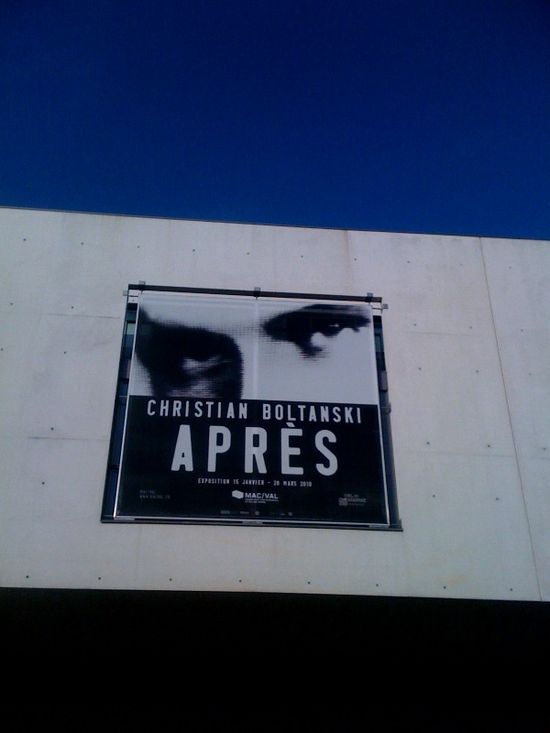 CHRISTIAN BOLTANSKI
APRÈS
EXPOSITION 15 JANVIER - 28 MARS 2010
MAC/VAL